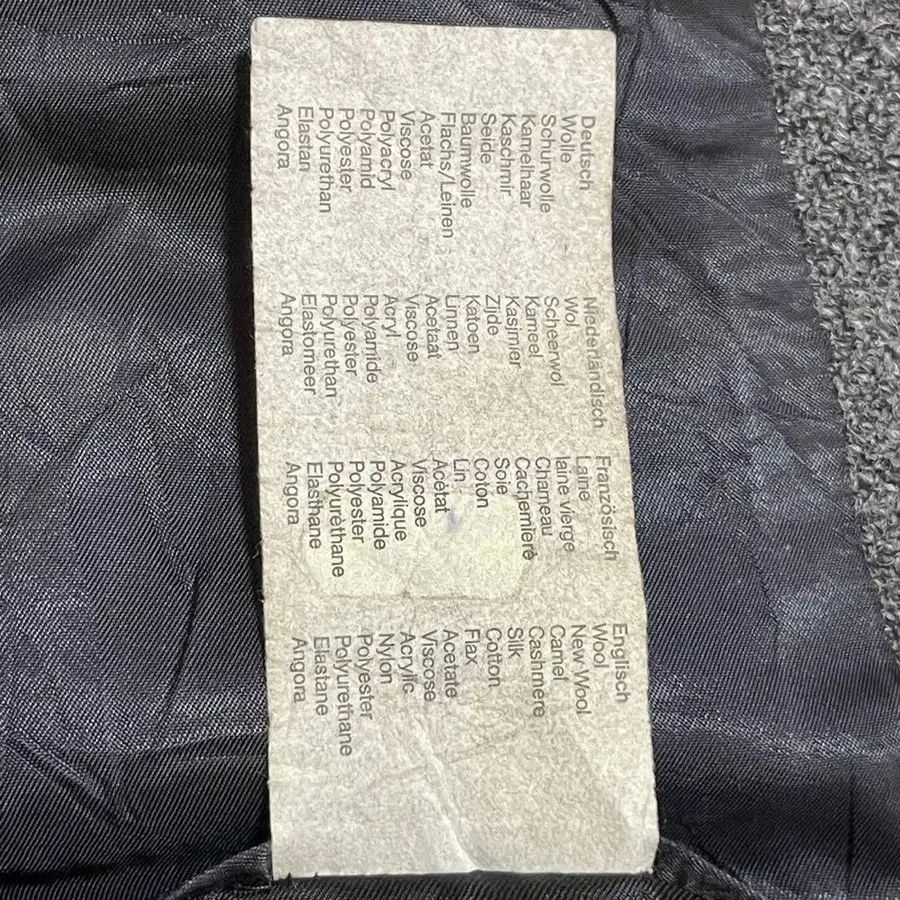 Deutsch Niederländisch Französisch Englisch
Wolle Wol Laine Wool
Schurwolle Scheerwol laine vierge New Wool
Kamelhaar Kameel Chameau Camel
Kaschmir Kasjmier Cachemierè Cashmere
Seide Zijde Soie Silk
Baumwolle Katoen Coton Cotton
Flachs/Leinen Linnen Lin Flax
Acetat Acetaat Acétat Acetate
Viscose Viscose Viscose Viscose
Polyacryl Acryl Acrylique Acrylic
Polyamid Polyamide Polyamide Nylon
Polyester Polyester Polyester Polyester
Polyurethan Polyurethan Polyurèthane Polyurethane
Elastan Elastomeer Elasthane Elastane
Angora Angora Angora Angora